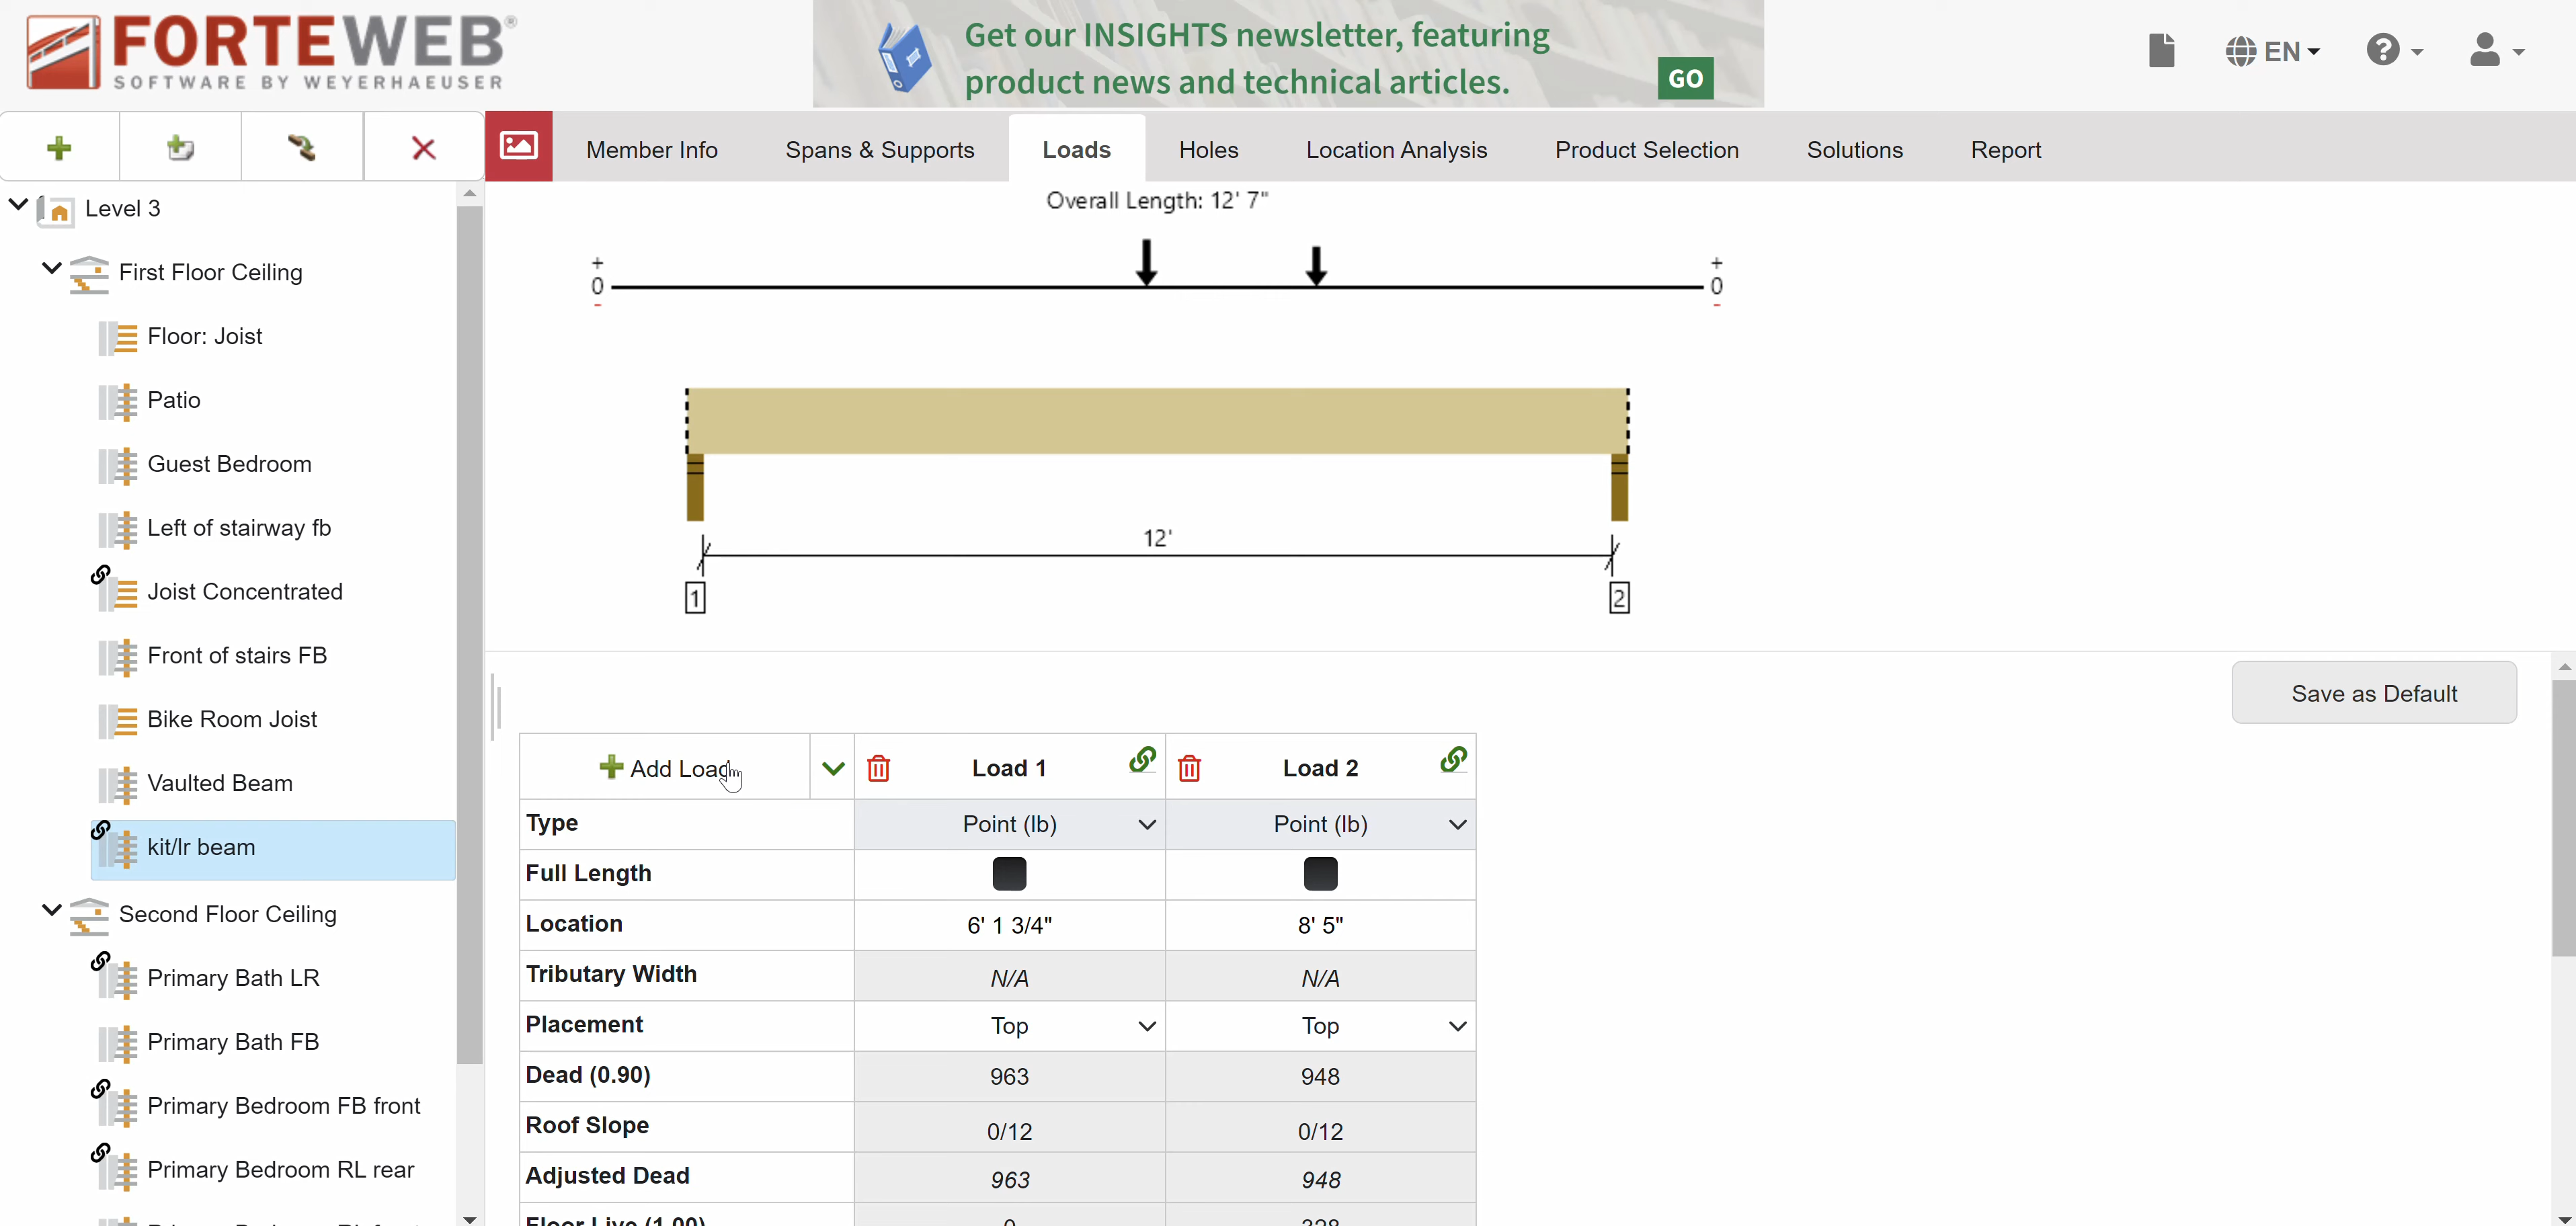 FORTEWEB®
SOFTWARE BY WEYERHAEUSER
Get our INSIGHTS newsletter, featuring
product news and technical articles.
GO
EN
Member Info
Spans & Supports
Loads
Holes
Location Analysis
Product Selection
Solutions
Report
Level 3
First Floor Ceiling
Floor: Joist
Patio
Guest Bedroom
Left of stairway fb
Joist Concentrated
Front of stairs FB
Bike Room Joist
Vaulted Beam
kit/lr beam
Second Floor Ceiling
Primary Bath LR
Primary Bath FB
Primary Bedroom FB front
Primary Bedroom RL rear
Overall Length: 12' 7"
+ +
0 0
- -
12'
1 2
Save as Default
Add Load Load 1 Load 2
Type Point (lb) Point (lb)
Full Length
Location 6' 1 3/4" 8' 5"
Tributary Width N/A N/A
Placement Top Top
Dead (0.90) 963 948
Roof Slope 0/12 0/12
Adjusted Dead 963 948
Floor Live (1.00) 0 328